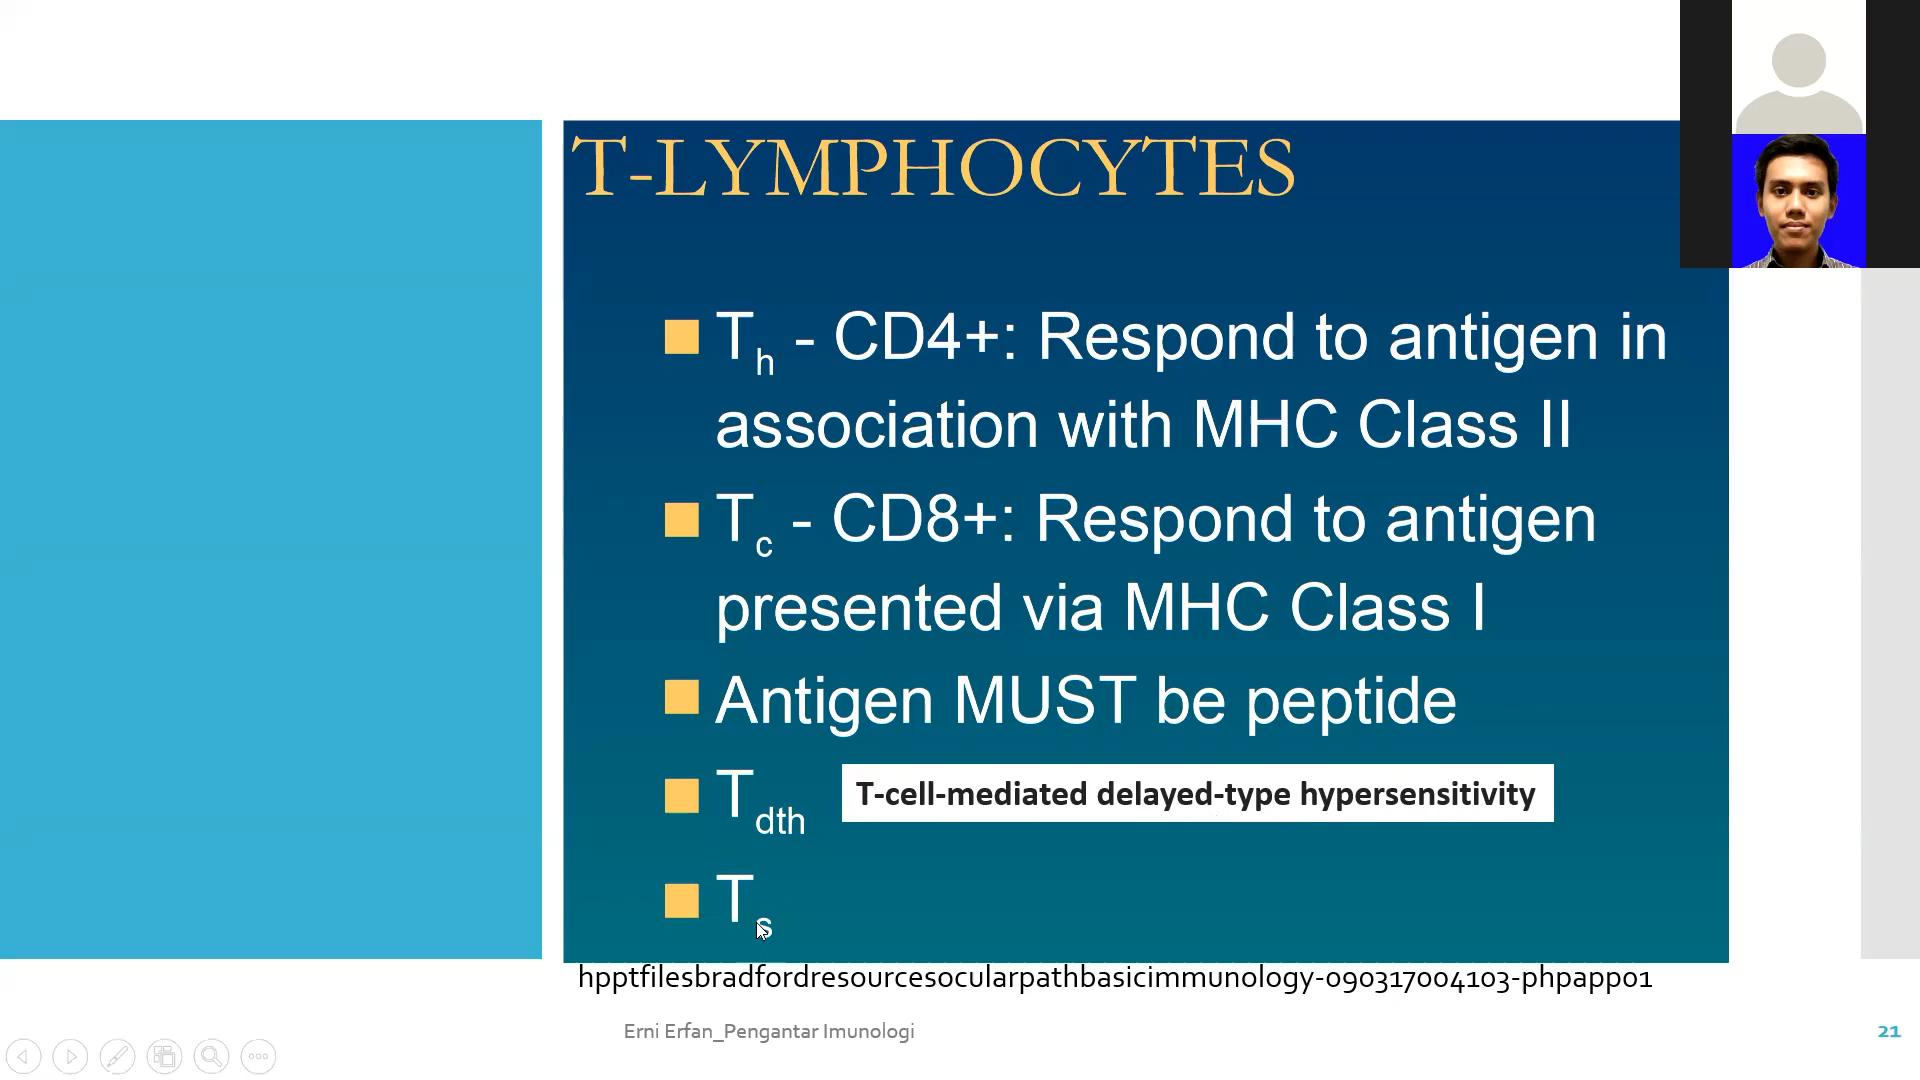 T-LYMPHOCYTES
Th - CD4+: Respond to antigen in
association with MHC Class II
Tc - CD8+: Respond to antigen
presented via MHC Class I
Antigen MUST be peptide
Tdth T-cell-mediated delayed-type hypersensitivity
Ts
hpptfilesbradfordresourcesocularpathbasicimmunology-090317004103-phpapp01
Erni Erfan_Pengantar Imunologi
21